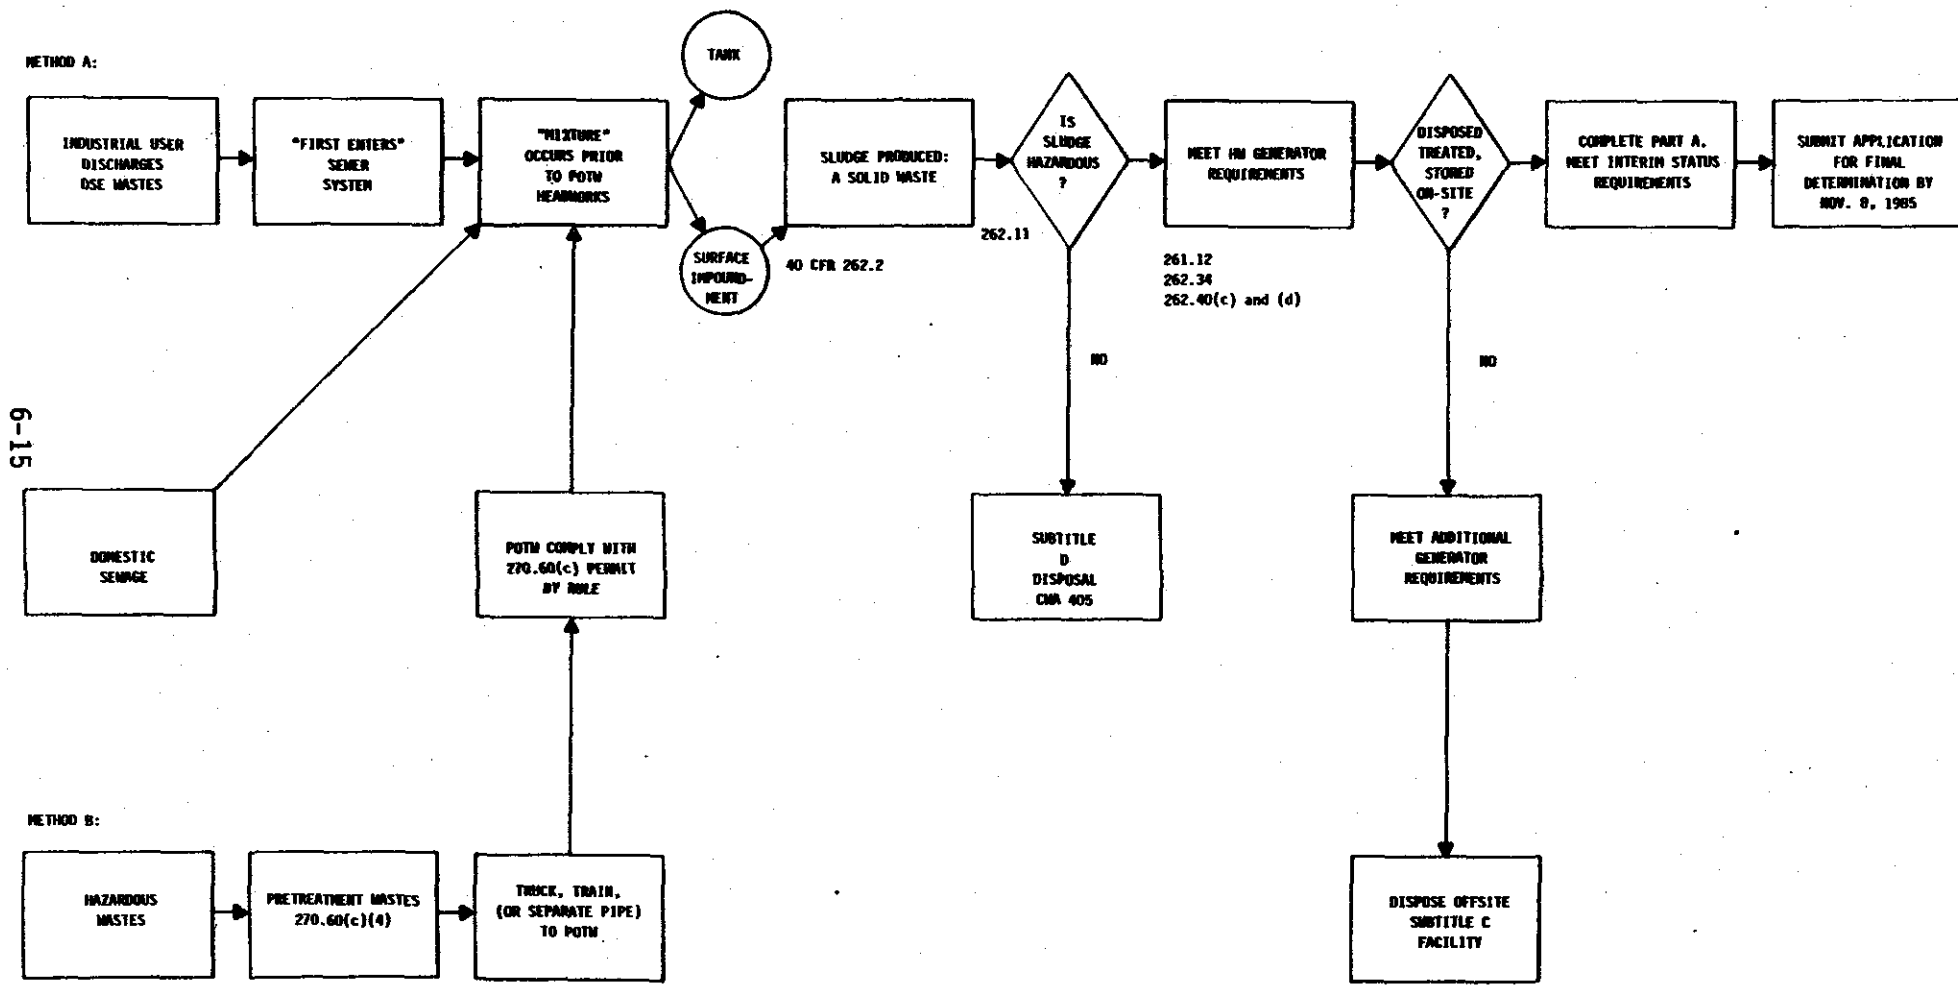 METHOD A:
TANK
INDUSTRIAL USER
DISCHARGES
DSE WASTES
"FIRST ENTERS"
SEWER
SYSTEM
"MIXTURE"
OCCURS PRIOR
TO POTW
HEADWORKS
SURFACE
IMPOUND-
MENT
SLUDGE PRODUCED:
A SOLID WASTE
40 CFR 262.2
IS
SLUDGE
HAZARDOUS
?
262.11
MEET HW GENERATOR
REQUIREMENTS
261.12
262.34
262.40(c) and (d)
DISPOSED
TREATED,
STORED
ON-SITE
?
COMPLETE PART A.
MEET INTERIM STATUS
REQUIREMENTS
SUBMIT APPLICATION
FOR FINAL
DETERMINATION BY
NOV. 8, 1985
NO
NO
6-15
DOMESTIC
SEWAGE
POTW COMPLY WITH
270.60(c) PERMIT
BY RULE
SUBTITLE
D
DISPOSAL
CWA 405
MEET ADDITIONAL
GENERATOR
REQUIREMENTS
METHOD B:
HAZARDOUS
WASTES
PRETREATMENT WASTES
270.60(c)(4)
TRUCK, TRAIN,
(OR SEPARATE PIPE)
TO POTW
DISPOSE OFFSITE
SUBTITLE C
FACILITY